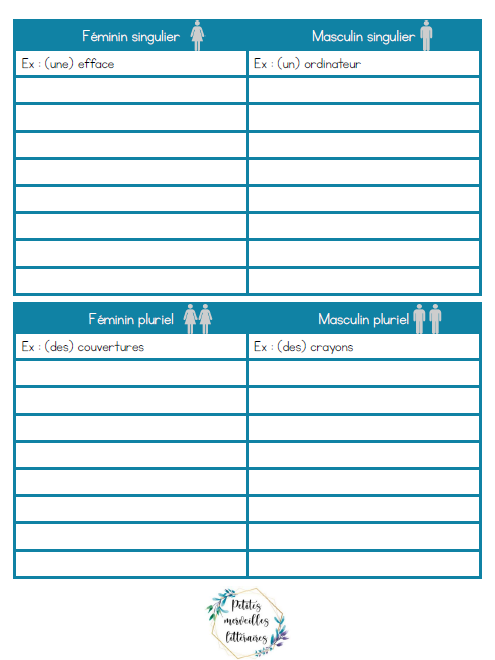 Féminin singulier
Masculin singulier
Ex : (une) efface
Ex : (un) ordinateur
Féminin pluriel
Masculin pluriel
Ex : (des) couvertures
Ex : (des) crayons
Petites
merveilles
littéraires